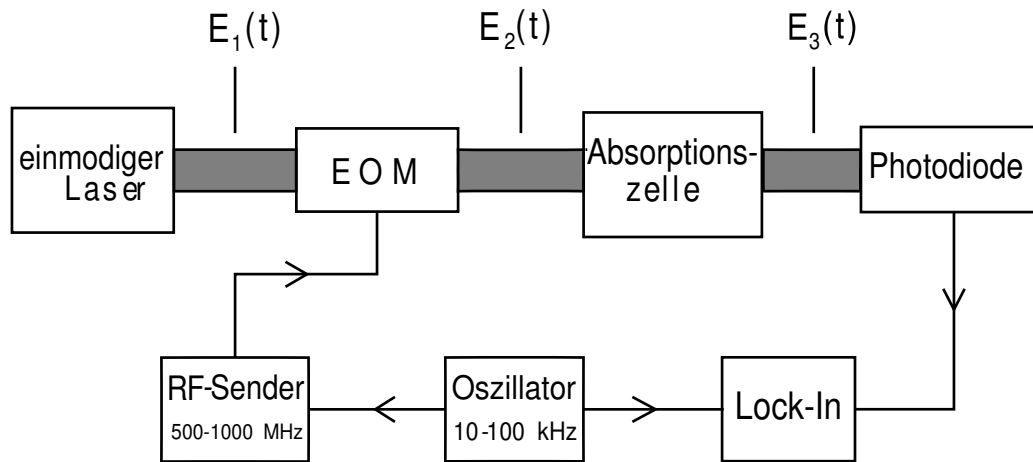 E1(t)
E2(t)
E3(t)
einmodiger
Laser
EOM
Absorptions-
zelle
Photodiode
RF-Sender
500-1000 MHz
Oszillator
10-100 kHz
Lock-In